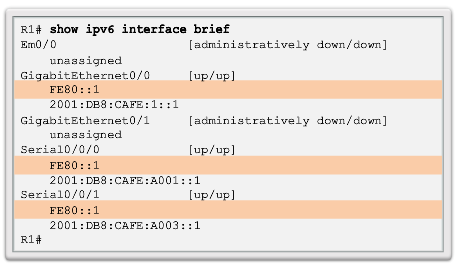 R1# show ipv6 interface brief
Em0/0 [administratively down/down]
unassigned
GigabitEthernet0/0 [up/up]
FE80::1
2001:DB8:CAFE:1::1
GigabitEthernet0/1 [administratively down/down]
unassigned
Serial0/0/0 [up/up]
FE80::1
2001:DB8:CAFE:A001::1
Serial0/0/1 [up/up]
FE80::1
2001:DB8:CAFE:A003::1
R1#